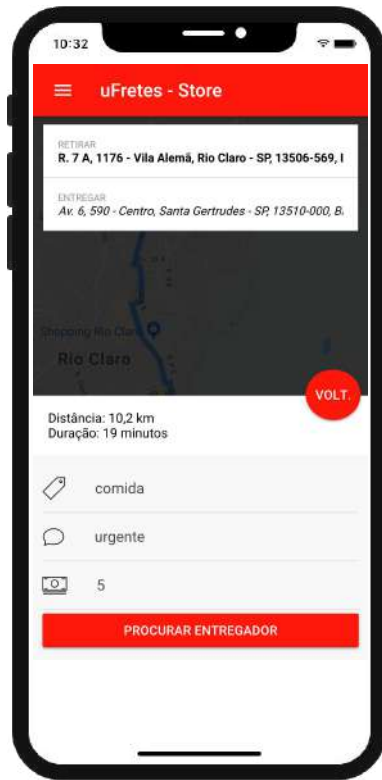 10:32
uFretes - Store
RETIRAR
R. 7 A, 1176 - Vila Alemã, Rio Claro - SP, 13506-569, I
ENTREGAR
Av. 6, 590 - Centro, Santa Gertrudes - SP, 13510-000, B
Shopping Rio Claro
Rio Claro
VOLT.
Distância: 10,2 km
Duração: 19 minutos
comida
urgente
5
PROCURAR ENTREGADOR